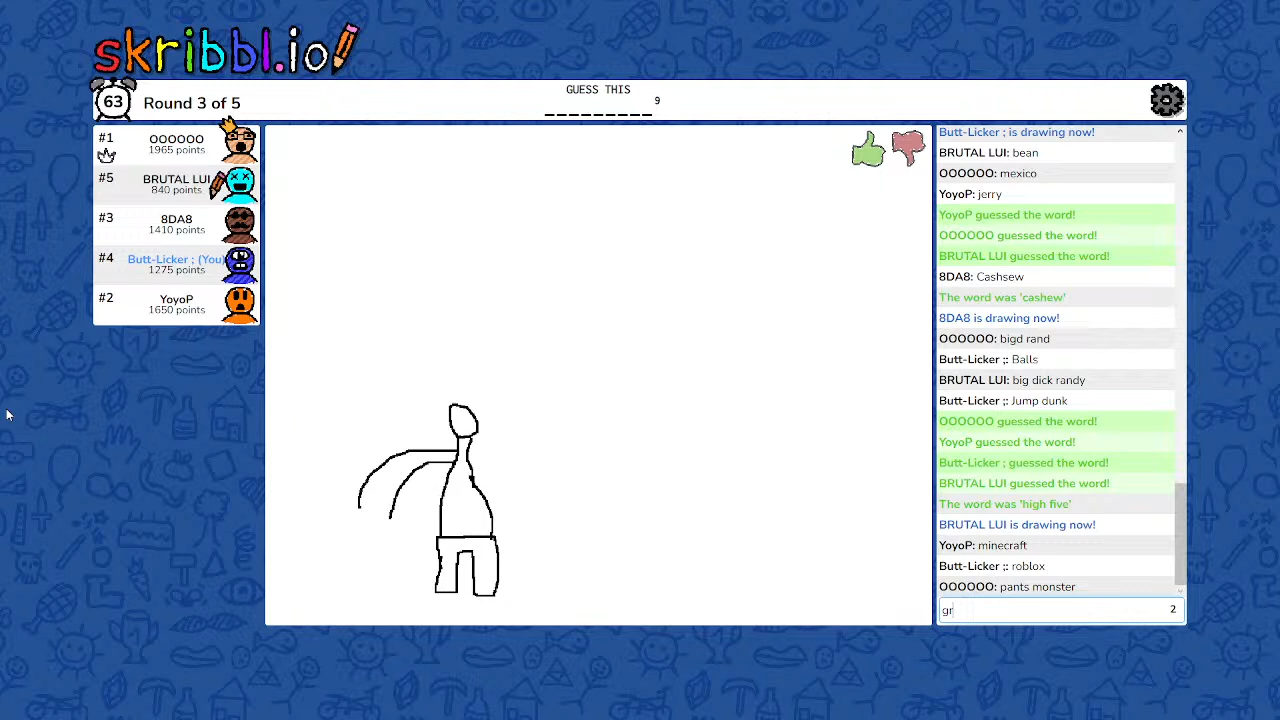 skribbl.io
63
Round 3 of 5
GUESS THIS
_________ 9
#1
OOOOOO
1965 points
#5
BRUTAL LUI
840 points
#3
8DA8
1410 points
#4
Butt-Licker ; (You)
1275 points
#2
YoyoP
1650 points
Butt-Licker ; is drawing now!
BRUTAL LUI: bean
OOOOOO: mexico
YoyoP: jerry
YoyoP guessed the word!
OOOOOO guessed the word!
BRUTAL LUI guessed the word!
8DA8: Cashsew
The word was 'cashew'
8DA8 is drawing now!
OOOOOO: bigd rand
Butt-Licker ;: Balls
BRUTAL LUI: big dick randy
Butt-Licker ;: Jump dunk
OOOOOO guessed the word!
YoyoP guessed the word!
Butt-Licker ; guessed the word!
BRUTAL LUI guessed the word!
The word was 'high five'
BRUTAL LUI is drawing now!
YoyoP: minecraft
Butt-Licker ;: roblox
OOOOOO: pants monster
gr 2